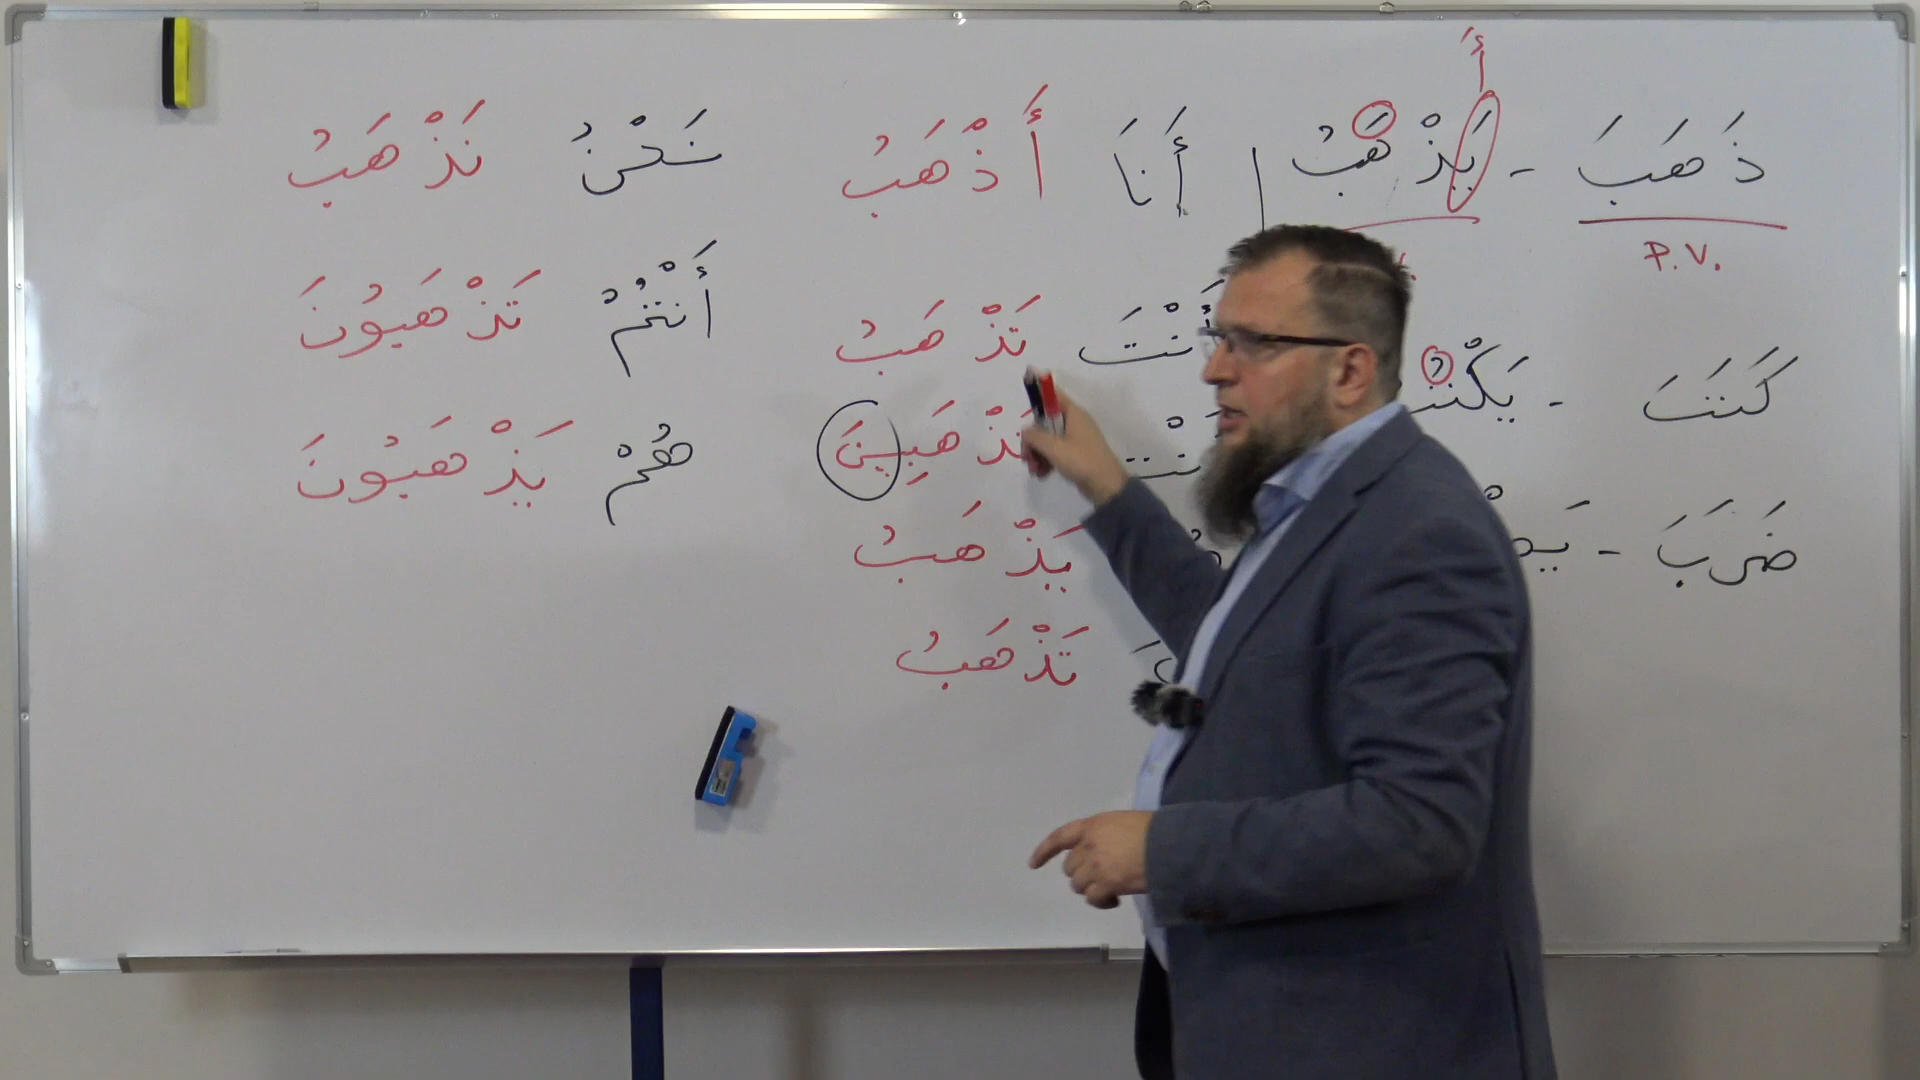 أَ
ذَهَبَ - يَذْهَبُ | أَنَا أَذْهَبُ نَحْنُ نَذْهَبُ
P.V.
أَنْتَ تَذْهَبُ أَنْتُمْ تَذْهَبُونَ
كَتَبَ - يَكْتُ
تَذْهَبِينَ هُمْ يَذْهَبُونَ
ضَرَبَ - يَضْ
يَذْهَبُ
تَذْهَبُ